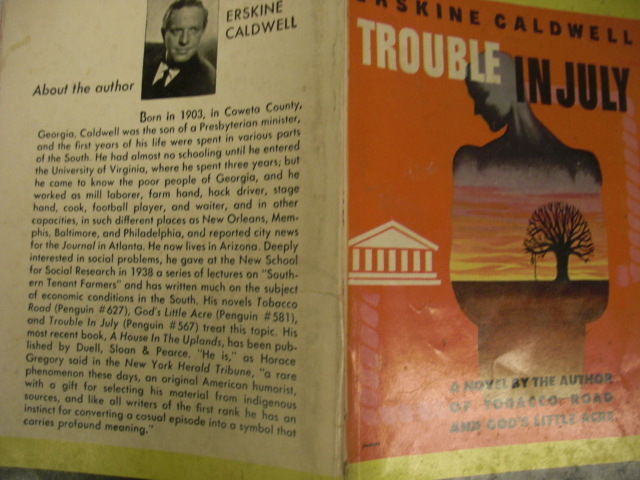 ERSKINE
CALDWELL
About the author
Born in 1903, in Coweta County,
Georgia, Caldwell was the son of a Presbyterian minister,
and the first years of his life were spent in various parts
of the South. He had almost no schooling until he entered
the University of Virginia, where he spent three years; but
he came to know the poor people of Georgia, and he
worked as mill laborer, farm hand, hack driver, stage
hand, cook, football player, and waiter, and in other
capacities, in such different places as New Orleans, Mem-
phis, Baltimore, and Philadelphia, and reported city news
for the Journal in Atlanta. He now lives in Arizona. Deeply
interested in social problems, he gave at the New School
for Social Research in 1938 a series of lectures on "South-
ern Tenant Farmers" and has written much on the subject
of economic conditions in the South. His novels Tobacco
Road (Penguin #627), God's Little Acre (Penguin #581),
and Trouble In July (Penguin #567) treat this topic. His
most recent book, A House In The Uplands, has been pub-
lished by Duell, Sloan & Pearce. "He is," as Horace
Gregory said in the New York Herald Tribune, "a rare
phenomenon these days, an original American humorist,
with a gift for selecting his material from indigenous
sources, and like all writers of the first rank he has an
instinct for converting a casual episode into a symbol that
carries profound meaning."
ERSKINE CALDWELL
TROUBLE IN JULY
A NOVEL BY THE AUTHOR
OF TOBACCO ROAD
AND GOD'S LITTLE ACRE